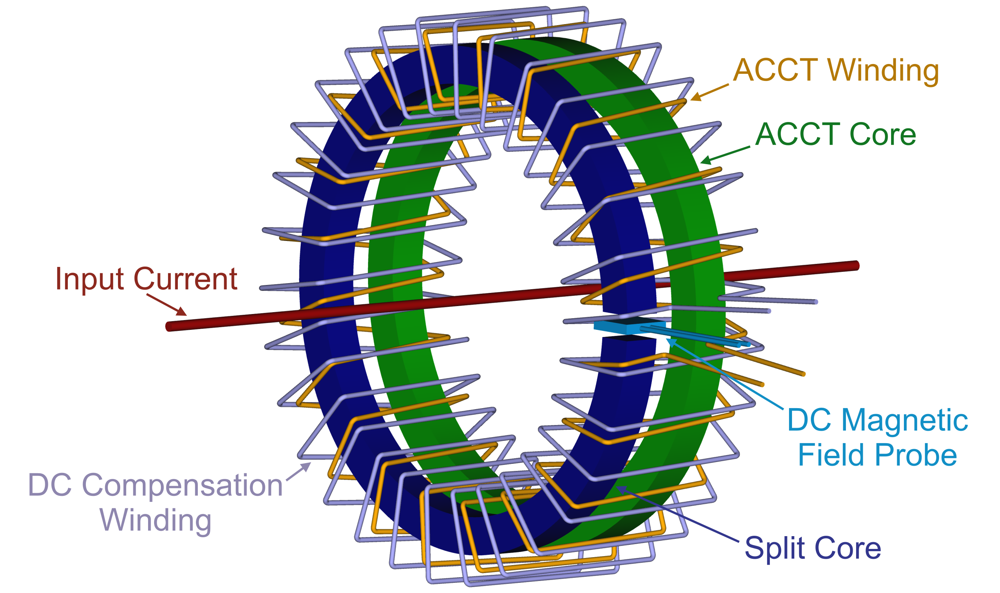 ACCT Winding
ACCT Core
Input Current
DC Magnetic
Field Probe
DC Compensation
Winding
Split Core